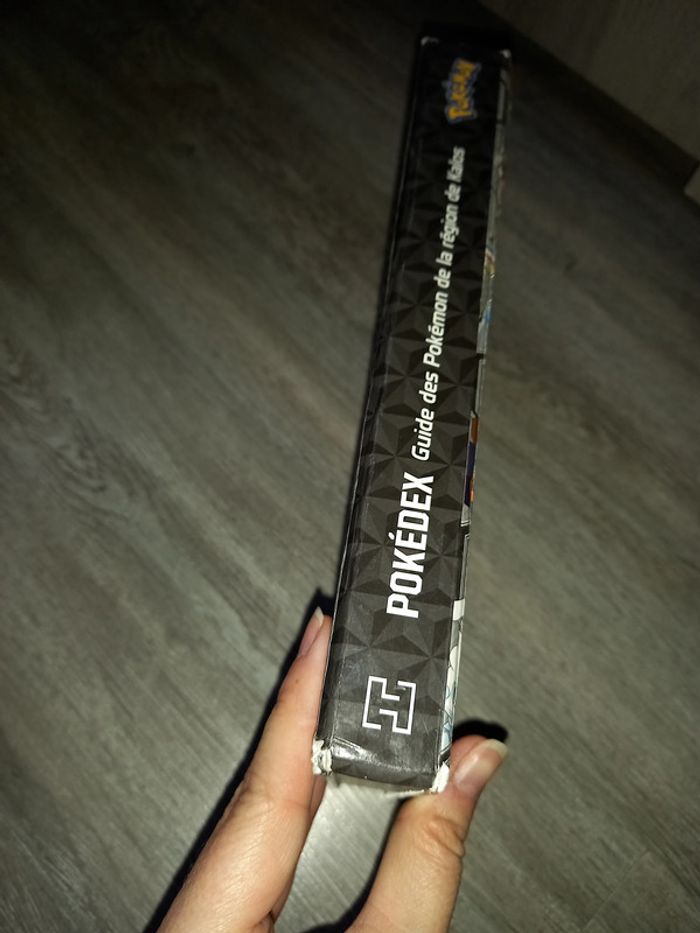 POKÉDEX Guide des Pokémon de la région de Kalos
POKÉMON